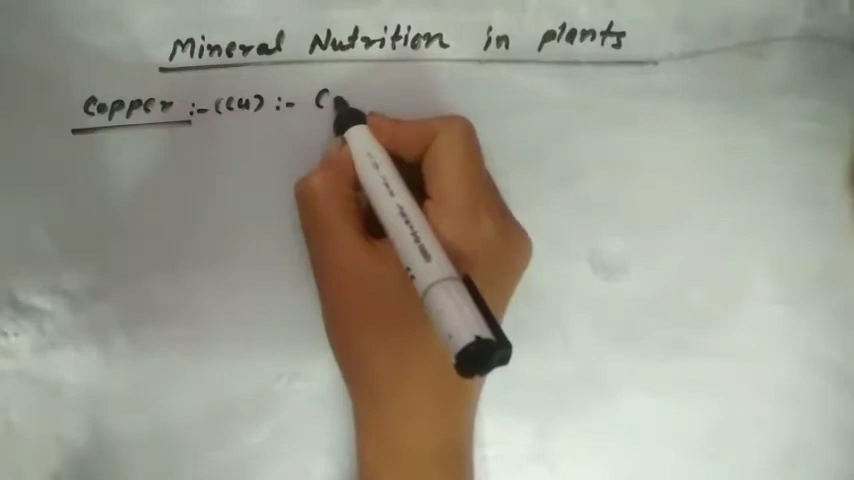 Mineral Nutrition in plants
Copper :- (Cu) :- C